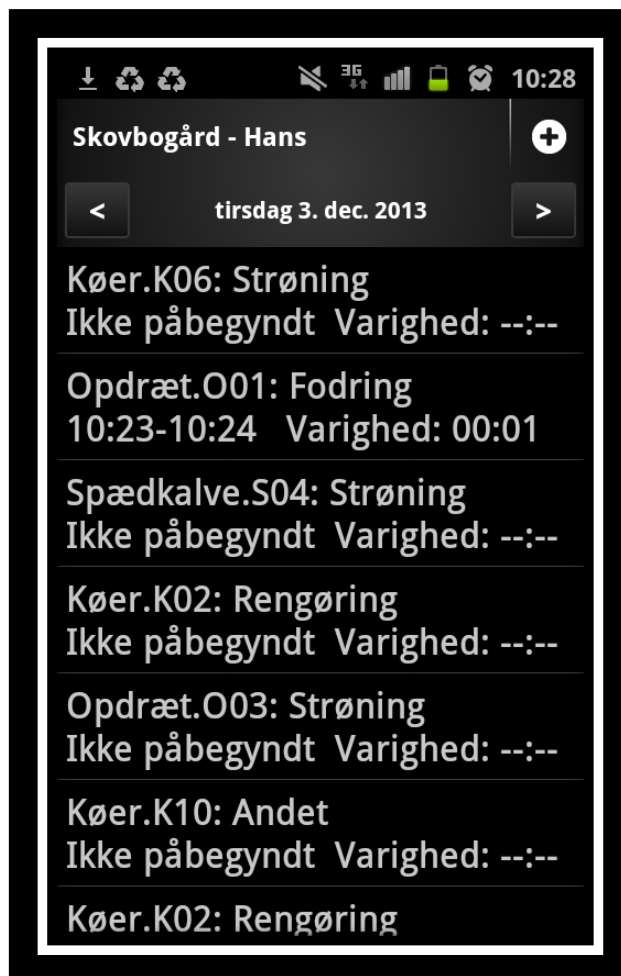 3G
10:28
Skovbogård - Hans
< tirsdag 3. dec. 2013 >
Køer.K06: Strøning
Ikke påbegyndt Varighed: --:--
Opdræt.O01: Fodring
10:23-10:24 Varighed: 00:01
Spædkalve.S04: Strøning
Ikke påbegyndt Varighed: --:--
Køer.K02: Rengøring
Ikke påbegyndt Varighed: --:--
Opdræt.O03: Strøning
Ikke påbegyndt Varighed: --:--
Køer.K10: Andet
Ikke påbegyndt Varighed: --:--
Køer.K02: Rengøring